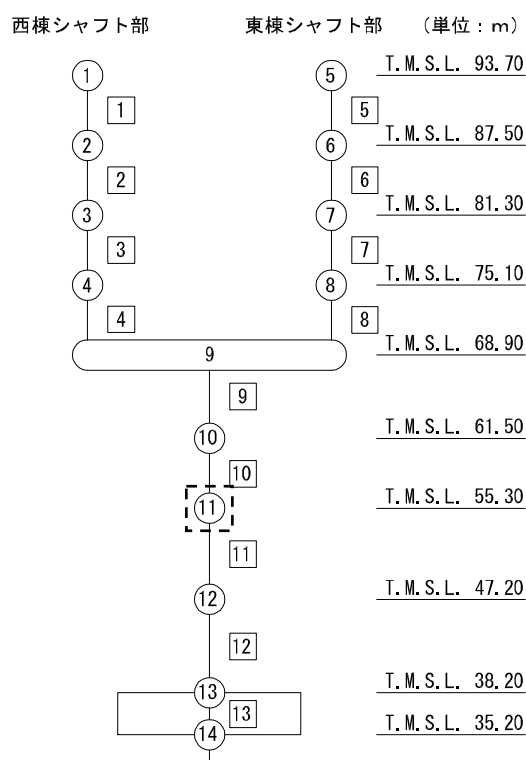 西棟シャフト部 東棟シャフト部 (単位:m)
1 5 T.M.S.L. 93.70
1 5
2 6 T.M.S.L. 87.50
2 6
3 7 T.M.S.L. 81.30
3 7
4 8 T.M.S.L. 75.10
4 8
9 T.M.S.L. 68.90
9
10 T.M.S.L. 61.50
10
11 T.M.S.L. 55.30
11
12 T.M.S.L. 47.20
12
13 T.M.S.L. 38.20
13
14 T.M.S.L. 35.20